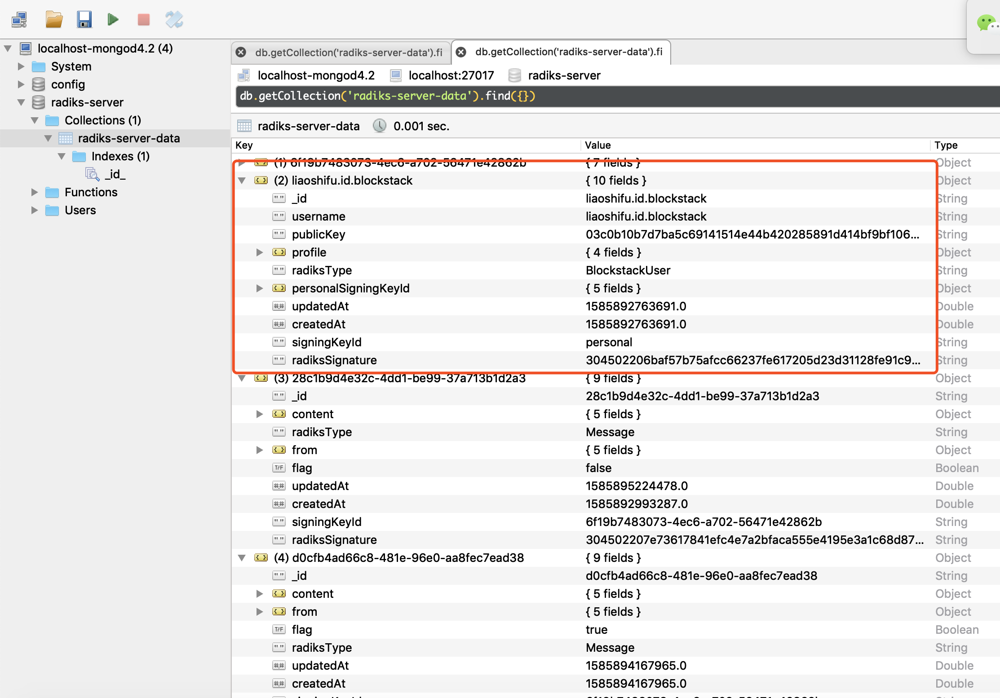 localhost-mongod4.2 (4)
System
config
radiks-server
Collections (1)
radiks-server-data
Indexes (1)
_id_
Functions
Users
db.getCollection('radiks-server-data').fi
db.getCollection('radiks-server-data').fi
localhost-mongod4.2 localhost:27017 radiks-server
db.getCollection('radiks-server-data').find({})
radiks-server-data 0.001 sec.
Key Value Type
(1) 6f19b7483073-4ec6-a702-56471e42862b { 7 fields } Object
(2) liaoshifu.id.blockstack { 10 fields } Object
_id liaoshifu.id.blockstack String
username liaoshifu.id.blockstack String
publicKey 03c0b10b7d7ba5c69141514e44b420285891d414bf9bf106... String
profile { 4 fields } Object
radiksType BlockstackUser String
personalSigningKeyId { 5 fields } Object
updatedAt 1585892763691.0 Double
createdAt 1585892763691.0 Double
signingKeyId personal String
radiksSignature 304502206baf57b75afcc66237fe617205d23d31128fe91c9... String
(3) 28c1b9d4e32c-4dd1-be99-37a713b1d2a3 { 9 fields } Object
_id 28c1b9d4e32c-4dd1-be99-37a713b1d2a3 String
content { 5 fields } Object
radiksType Message String
from { 5 fields } Object
flag false Boolean
updatedAt 1585895224478.0 Double
createdAt 1585892993287.0 Double
signingKeyId 6f19b7483073-4ec6-a702-56471e42862b String
radiksSignature 304502207e73617841efc4e7a2bfaca555e4195e3a1c68d87... String
(4) d0cfb4ad66c8-481e-96e0-aa8fec7ead38 { 9 fields } Object
_id d0cfb4ad66c8-481e-96e0-aa8fec7ead38 String
content { 5 fields } Object
from { 5 fields } Object
flag true Boolean
radiksType Message String
updatedAt 1585894167965.0 Double
createdAt 1585894167965.0 Double